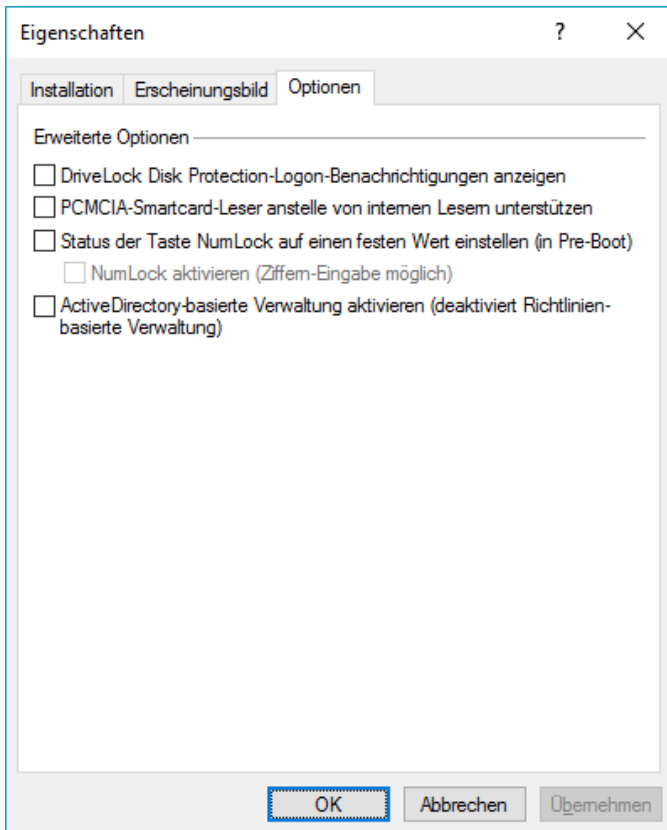 Eigenschaften
?
Installation
Erscheinungsbild
Optionen
Erweiterte Optionen
DriveLock Disk Protection-Logon-Benachrichtigungen anzeigen
PCMCIA-Smartcard-Leser anstelle von internen Lesern unterstützen
Status der Taste NumLock auf einen festen Wert einstellen (in Pre-Boot)
NumLock aktivieren (Ziffern-Eingabe möglich)
ActiveDirectory-basierte Verwaltung aktivieren (deaktiviert Richtlinien-
basierte Verwaltung)
OK
Abbrechen
Übernehmen